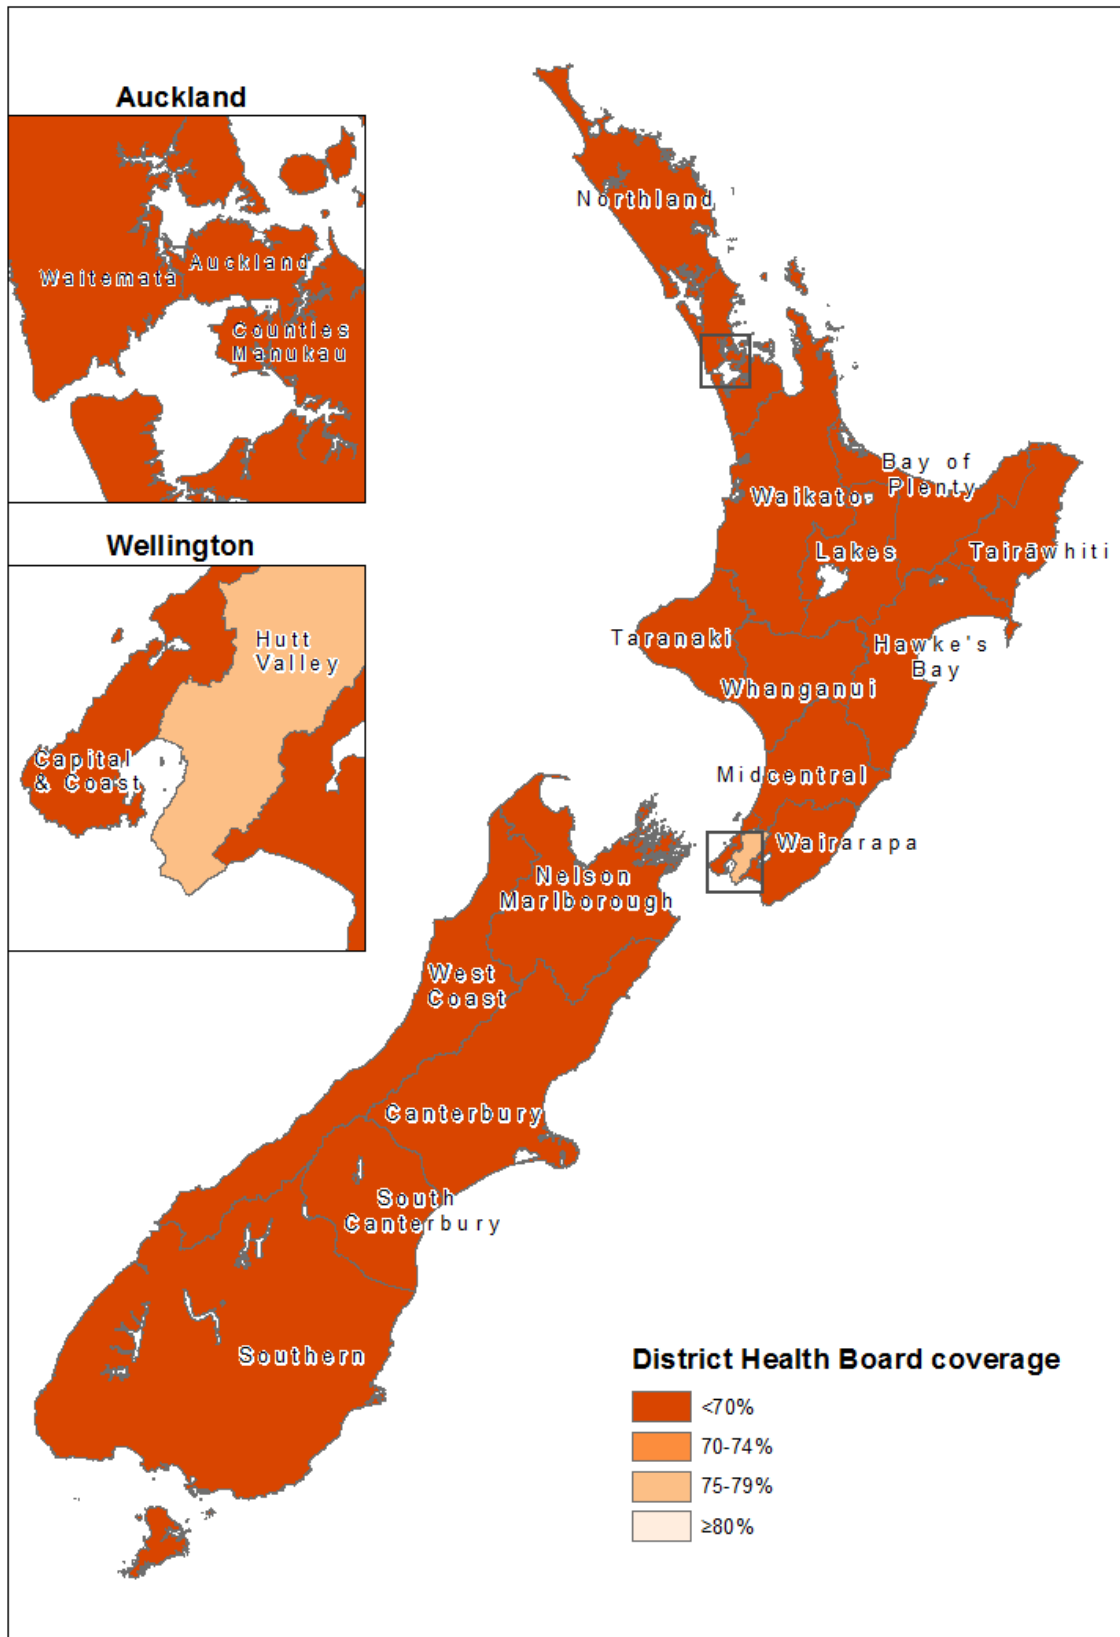 Auckland
Waitemata
Auckland
Counties
Manukau
Wellington
Hutt
Valley
Capital
& Coast
Northland
Bay of
Plenty
Waikato
Lakes
Tairāwhiti
Taranaki
Hawke's
Bay
Whanganui
Midcentral
Wairarapa
Nelson
Marlborough
West
Coast
Canterbury
South
Canterbury
Southern
District Health Board coverage
<70%
70-74%
75-79%
≥80%